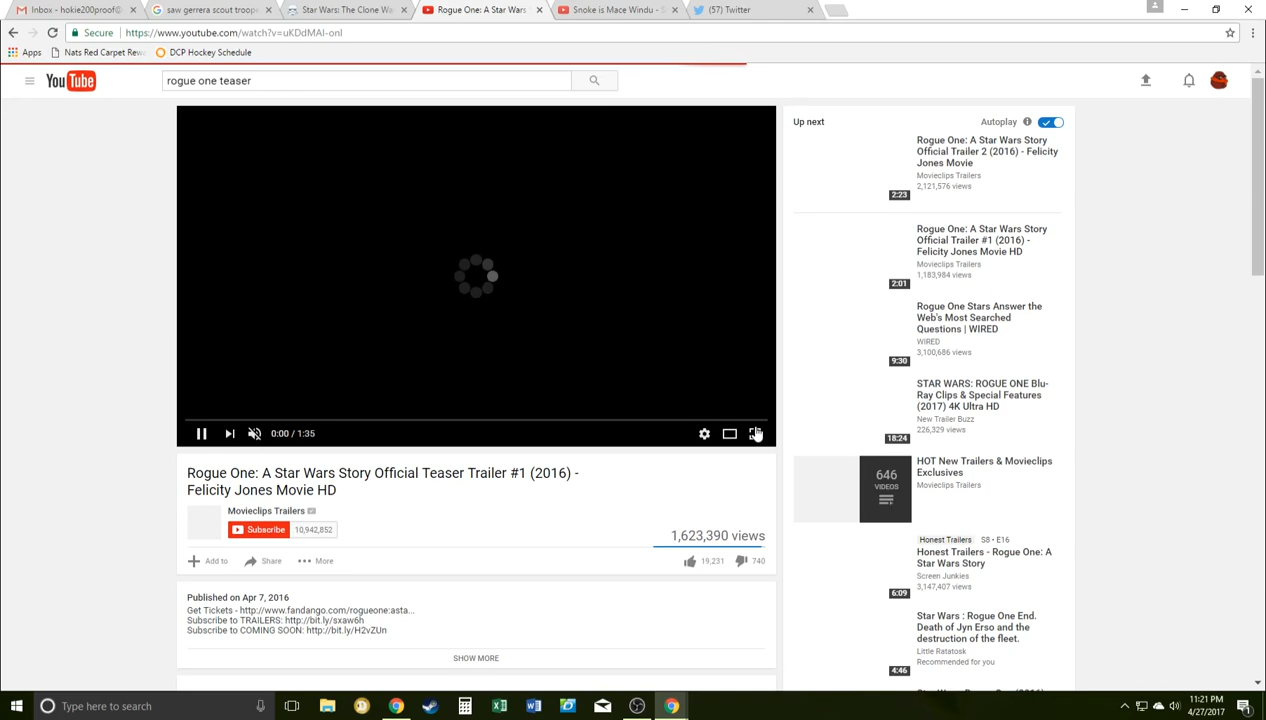 Inbox - hokie200proof@
saw gerrera scout troope
Star Wars: The Clone Wa
Rogue One: A Star Wars
Snoke is Mace Windu - S
(57) Twitter
Secure
https://www.youtube.com/watch?v=uKDdMAI-onI
Apps
Nats Red Carpet Rewa
DCP Hockey Schedule
YouTube
rogue one teaser
Up next
Autoplay
Rogue One: A Star Wars Story
Official Trailer 2 (2016) - Felicity
Jones Movie
Movieclips Trailers
2,121,576 views
2:23
Rogue One: A Star Wars Story
Official Trailer #1 (2016) -
Felicity Jones Movie HD
Movieclips Trailers
1,183,984 views
2:01
Rogue One Stars Answer the
Web's Most Searched
Questions | WIRED
WIRED
3,100,686 views
9:30
STAR WARS: ROGUE ONE Blu-
Ray Clips & Special Features
(2017) 4K Ultra HD
New Trailer Buzz
226,329 views
18:24
646
VIDEOS
HOT New Trailers & Movieclips
Exclusives
Movieclips Trailers
Honest Trailers S8 • E16
Honest Trailers - Rogue One: A
Star Wars Story
Screen Junkies
3,147,407 views
6:09
Star Wars : Rogue One End.
Death of Jyn Erso and the
destruction of the fleet.
Little Ratatosk
Recommended for you
4:46
0:00 / 1:35
Rogue One: A Star Wars Story Official Teaser Trailer #1 (2016) -
Felicity Jones Movie HD
Movieclips Trailers
Subscribe 10,942,852
1,623,390 views
Add to
Share
More
19,231
740
Published on Apr 7, 2016
Get Tickets - http://www.fandango.com/rogueone:asta...
Subscribe to TRAILERS: http://bit.ly/sxaw6h
Subscribe to COMING SOON: http://bit.ly/H2vZUn
SHOW MORE
Type here to search
11:21 PM
4/27/2017